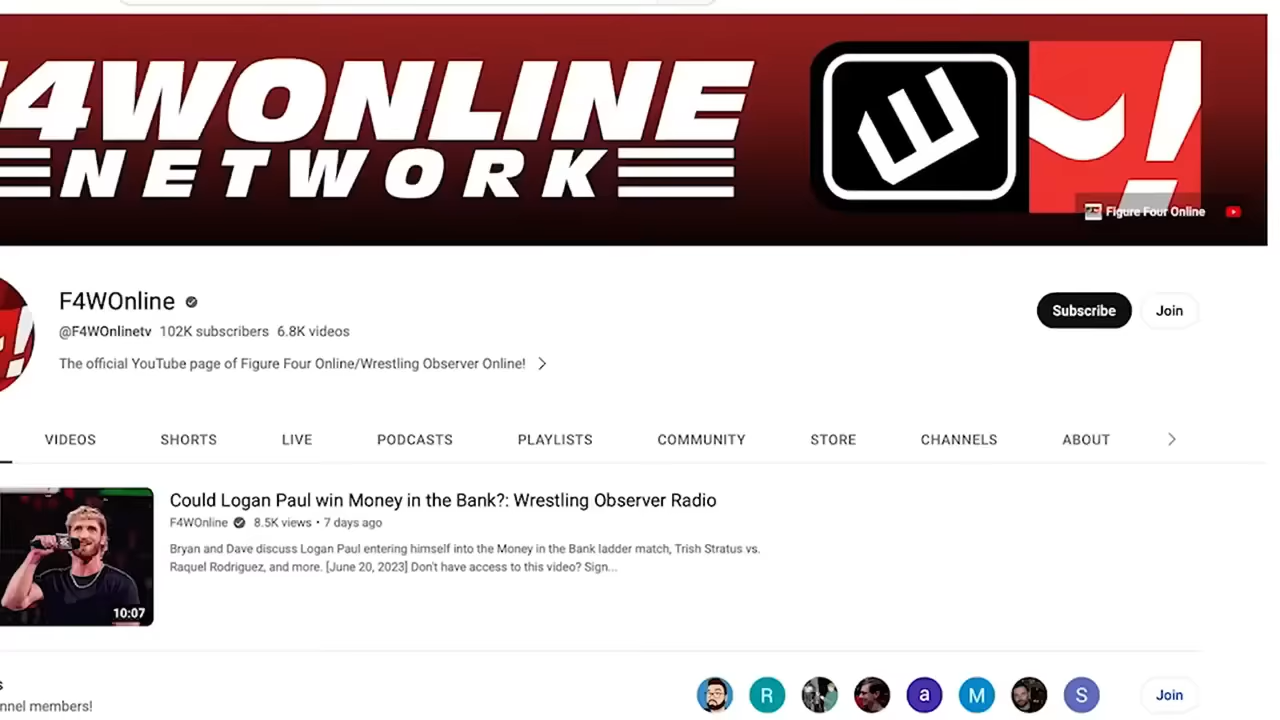 F4WONLINE
NETWORK
Figure Four Online
F4WOnline
@F4WOnlinetv 102K subscribers 6.8K videos
The official YouTube page of Figure Four Online/Wrestling Observer Online!
Subscribe
Join
VIDEOS SHORTS LIVE PODCASTS PLAYLISTS COMMUNITY STORE CHANNELS ABOUT
10:07
Could Logan Paul win Money in the Bank?: Wrestling Observer Radio
F4WOnline 8.5K views • 7 days ago
Bryan and Dave discuss Logan Paul entering himself into the Money in the Bank ladder match, Trish Stratus vs.
Raquel Rodriguez, and more. [June 20, 2023] Don't have access to this video? Sign...
s
nnel members!
R a M S
Join